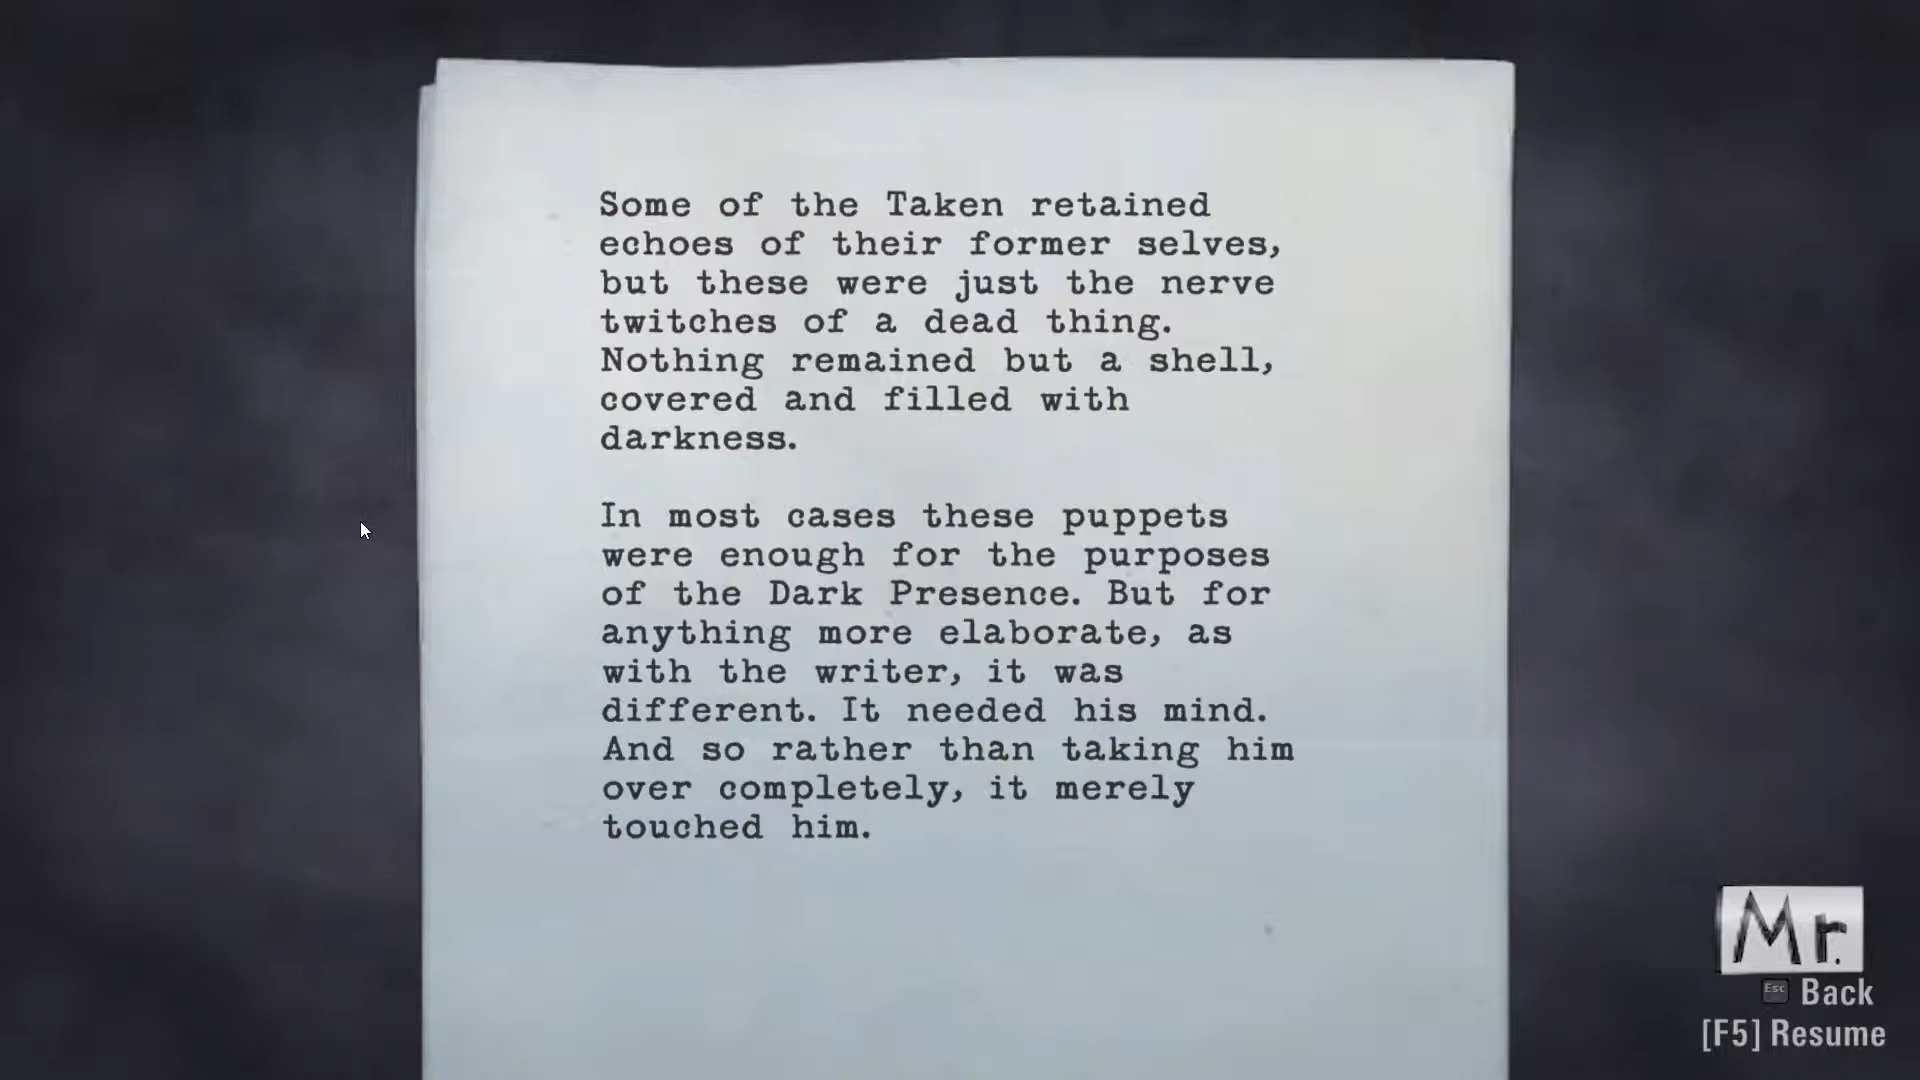 Some of the Taken retained
echoes of their former selves,
but these were just the nerve
twitches of a dead thing.
Nothing remained but a shell,
covered and filled with
darkness.
In most cases these puppets
were enough for the purposes
of the Dark Presence. But for
anything more elaborate, as
with the writer, it was
different. It needed his mind.
And so rather than taking him
over completely, it merely
touched him.
Mr.
Esc Back
[F5] Resume